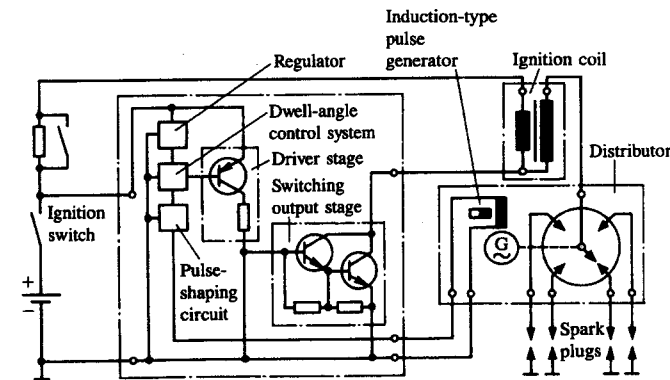 Induction-type
pulse
generator
Ignition coil
Regulator
Dwell-angle
control system
Distributor
Driver stage
Switching
output stage
Ignition
switch
G
~
Pulse-
shaping
circuit
+
−
Spark
plugs